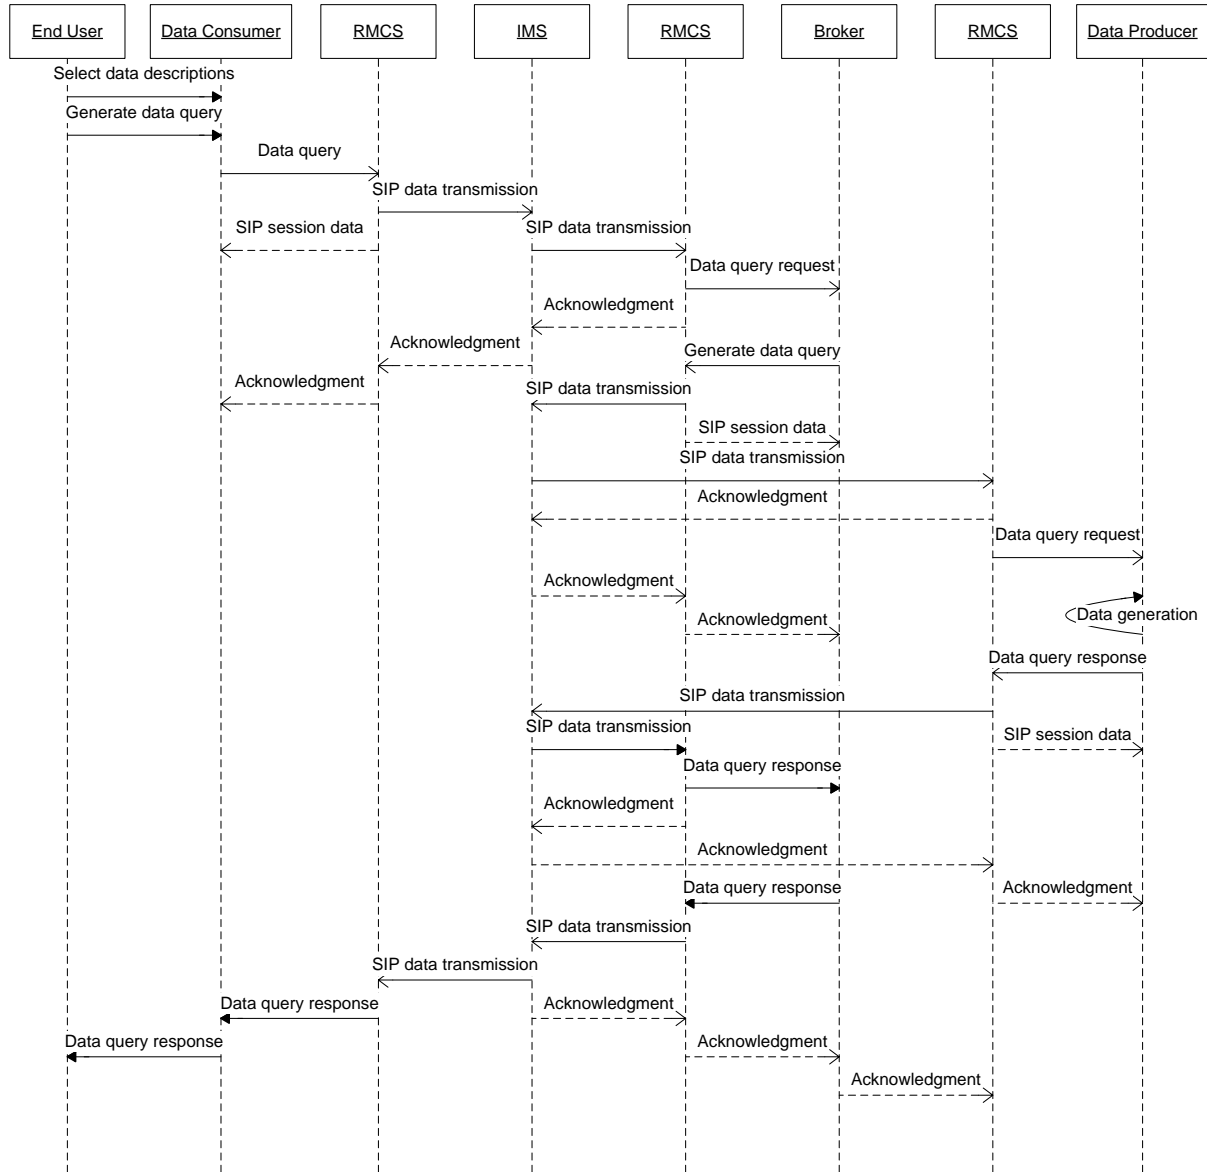 End User
Data Consumer
RMCS
IMS
RMCS
Broker
RMCS
Data Producer
Select data descriptions
Generate data query
Data query
SIP data transmission
SIP session data
SIP data transmission
Data query request
Acknowledgment
Acknowledgment
Generate data query
Acknowledgment
SIP data transmission
SIP session data
SIP data transmission
Acknowledgment
Data query request
Acknowledgment
Data generation
Acknowledgment
Data query response
SIP data transmission
SIP data transmission
SIP session data
Data query response
Acknowledgment
Acknowledgment
Data query response
Acknowledgment
SIP data transmission
SIP data transmission
Data query response
Acknowledgment
Data query response
Acknowledgment
Acknowledgment